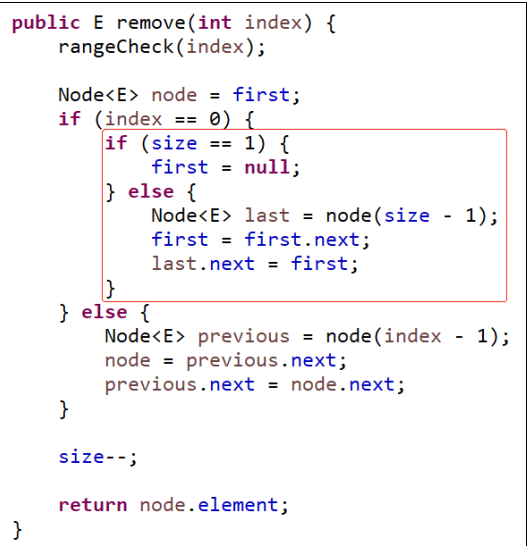 public E remove(int index) {
    rangeCheck(index);

    Node<E> node = first;
    if (index == 0) {
        if (size == 1) {
            first = null;
        } else {
            Node<E> last = node(size - 1);
            first = first.next;
            last.next = first;
        }
    } else {
        Node<E> previous = node(index - 1);
        node = previous.next;
        previous.next = node.next;
    }

    size--;

    return node.element;
}